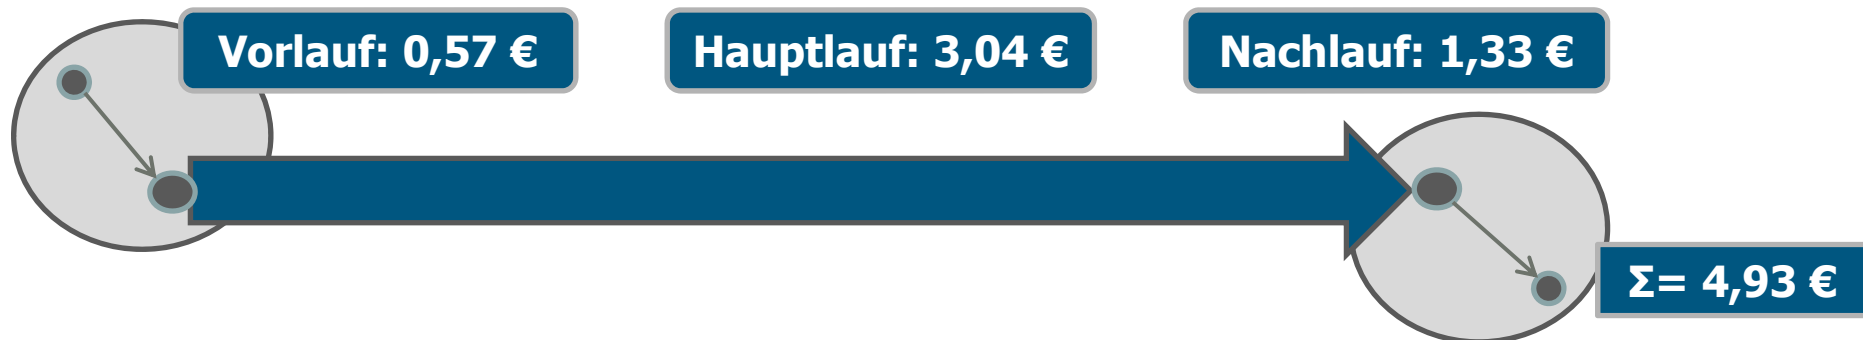 Vorlauf: 0,57 €
Hauptlauf: 3,04 €
Nachlauf: 1,33 €
Σ= 4,93 €